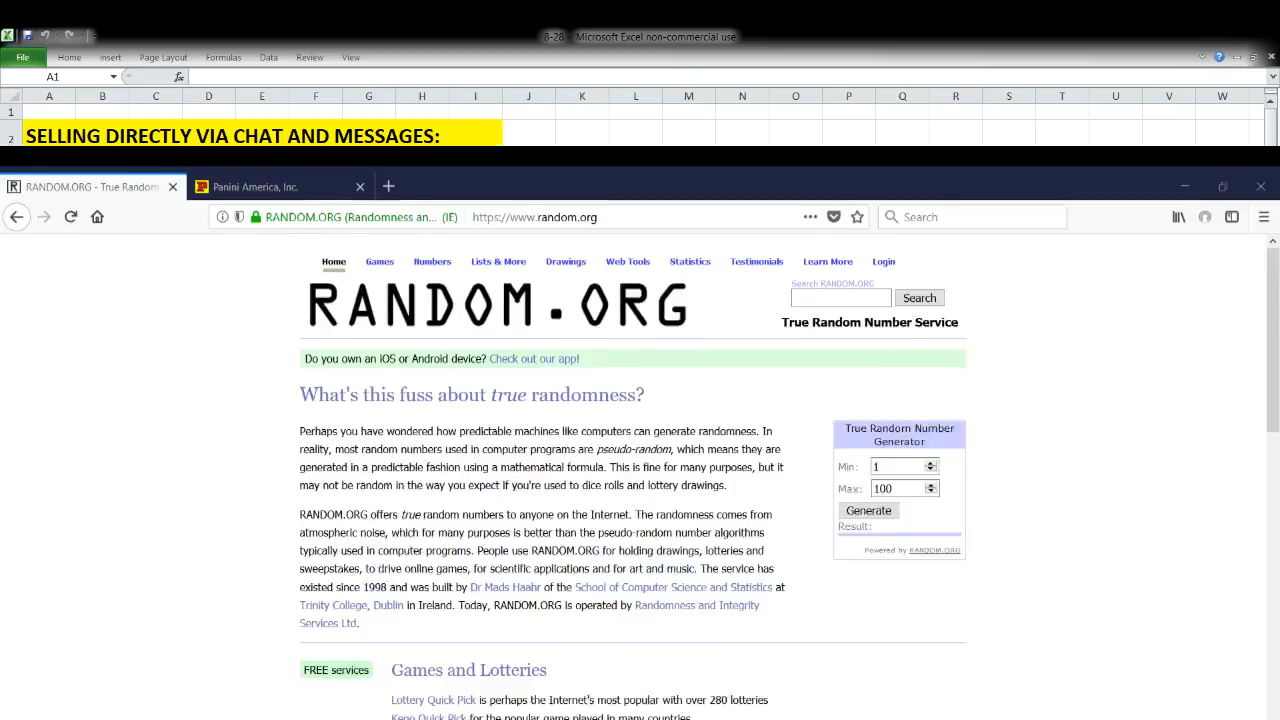 8-28 - Microsoft Excel non-commercial use
File Home Insert Page Layout Formulas Data Review View
A1 fx
A B C D E F G H I J K L M N O P Q R S T U V W
1
2 SELLING DIRECTLY VIA CHAT AND MESSAGES:
RANDOM.ORG - True Random Panini America, Inc.
RANDOM.ORG (Randomness an... (IE) https://www.random.org Search
Home Games Numbers Lists & More Drawings Web Tools Statistics Testimonials Learn More Login
RANDOM.ORG
Search RANDOM.ORG
Search
True Random Number Service
Do you own an iOS or Android device? Check out our app!
What's this fuss about true randomness?
Perhaps you have wondered how predictable machines like computers can generate randomness. In
reality, most random numbers used in computer programs are pseudo-random, which means they are
generated in a predictable fashion using a mathematical formula. This is fine for many purposes, but it
may not be random in the way you expect if you're used to dice rolls and lottery drawings.
RANDOM.ORG offers true random numbers to anyone on the Internet. The randomness comes from
atmospheric noise, which for many purposes is better than the pseudo-random number algorithms
typically used in computer programs. People use RANDOM.ORG for holding drawings, lotteries and
sweepstakes, to drive online games, for scientific applications and for art and music. The service has
existed since 1998 and was built by Dr Mads Haahr of the School of Computer Science and Statistics at
Trinity College, Dublin in Ireland. Today, RANDOM.ORG is operated by Randomness and Integrity
Services Ltd.
True Random Number
Generator
Min: 1
Max: 100
Generate
Result:
Powered by RANDOM.ORG
FREE services
Games and Lotteries
Lottery Quick Pick is perhaps the Internet's most popular with over 280 lotteries
Keno Quick Pick for the popular game played in many countries